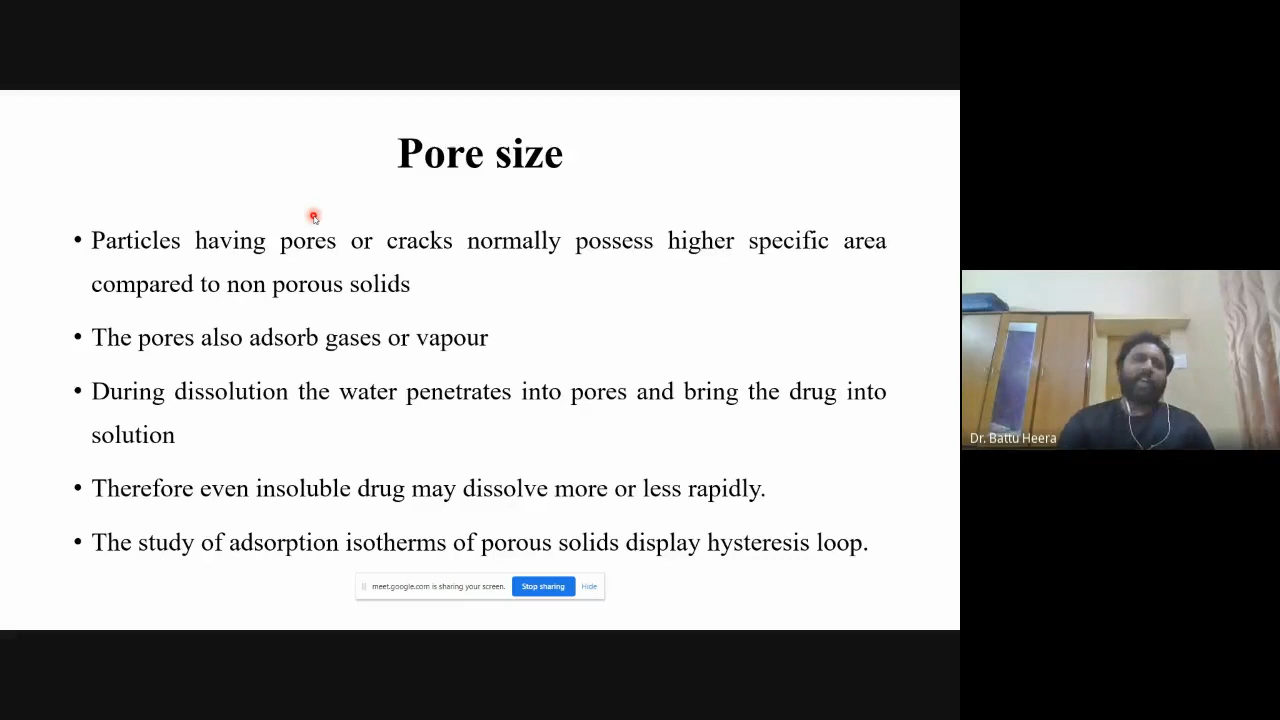 Pore size
• Particles having pores or cracks normally possess higher specific area
compared to non porous solids
• The pores also adsorb gases or vapour
• During dissolution the water penetrates into pores and bring the drug into
solution
• Therefore even insoluble drug may dissolve more or less rapidly.
• The study of adsorption isotherms of porous solids display hysteresis loop.
meet.google.com is sharing your screen. Stop sharing Hide
Dr. Battu Heera